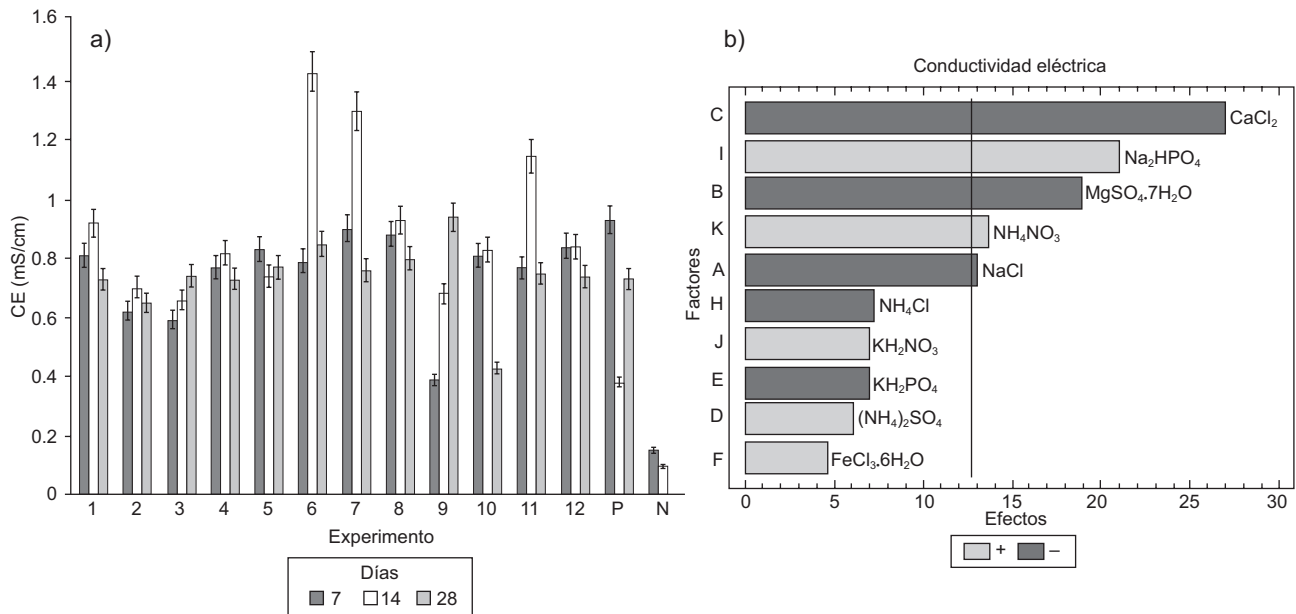 a)
1.6
1.4
1.2
1
0.8
0.6
0.4
0.2
0
CE (mS/cm)
1 2 3 4 5 6 7 8 9 10 11 12 P N
Experimento
Días
7 14 28
b)
Conductividad eléctrica
Factores
C CaCl₂
I Na₂HPO₄
B MgSO₄.7H₂O
K NH₄NO₃
A NaCl
H NH₄Cl
J KH₂NO₃
E KH₂PO₄
D (NH₄)₂SO₄
F FeCl₃.6H₂O
0 5 10 15 20 25 30
Efectos
+ –